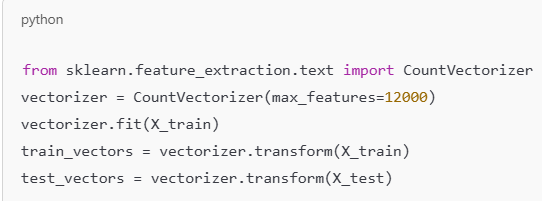 python
from sklearn.feature_extraction.text import CountVectorizer
vectorizer = CountVectorizer(max_features=12000)
vectorizer.fit(X_train)
train_vectors = vectorizer.transform(X_train)
test_vectors = vectorizer.transform(X_test)